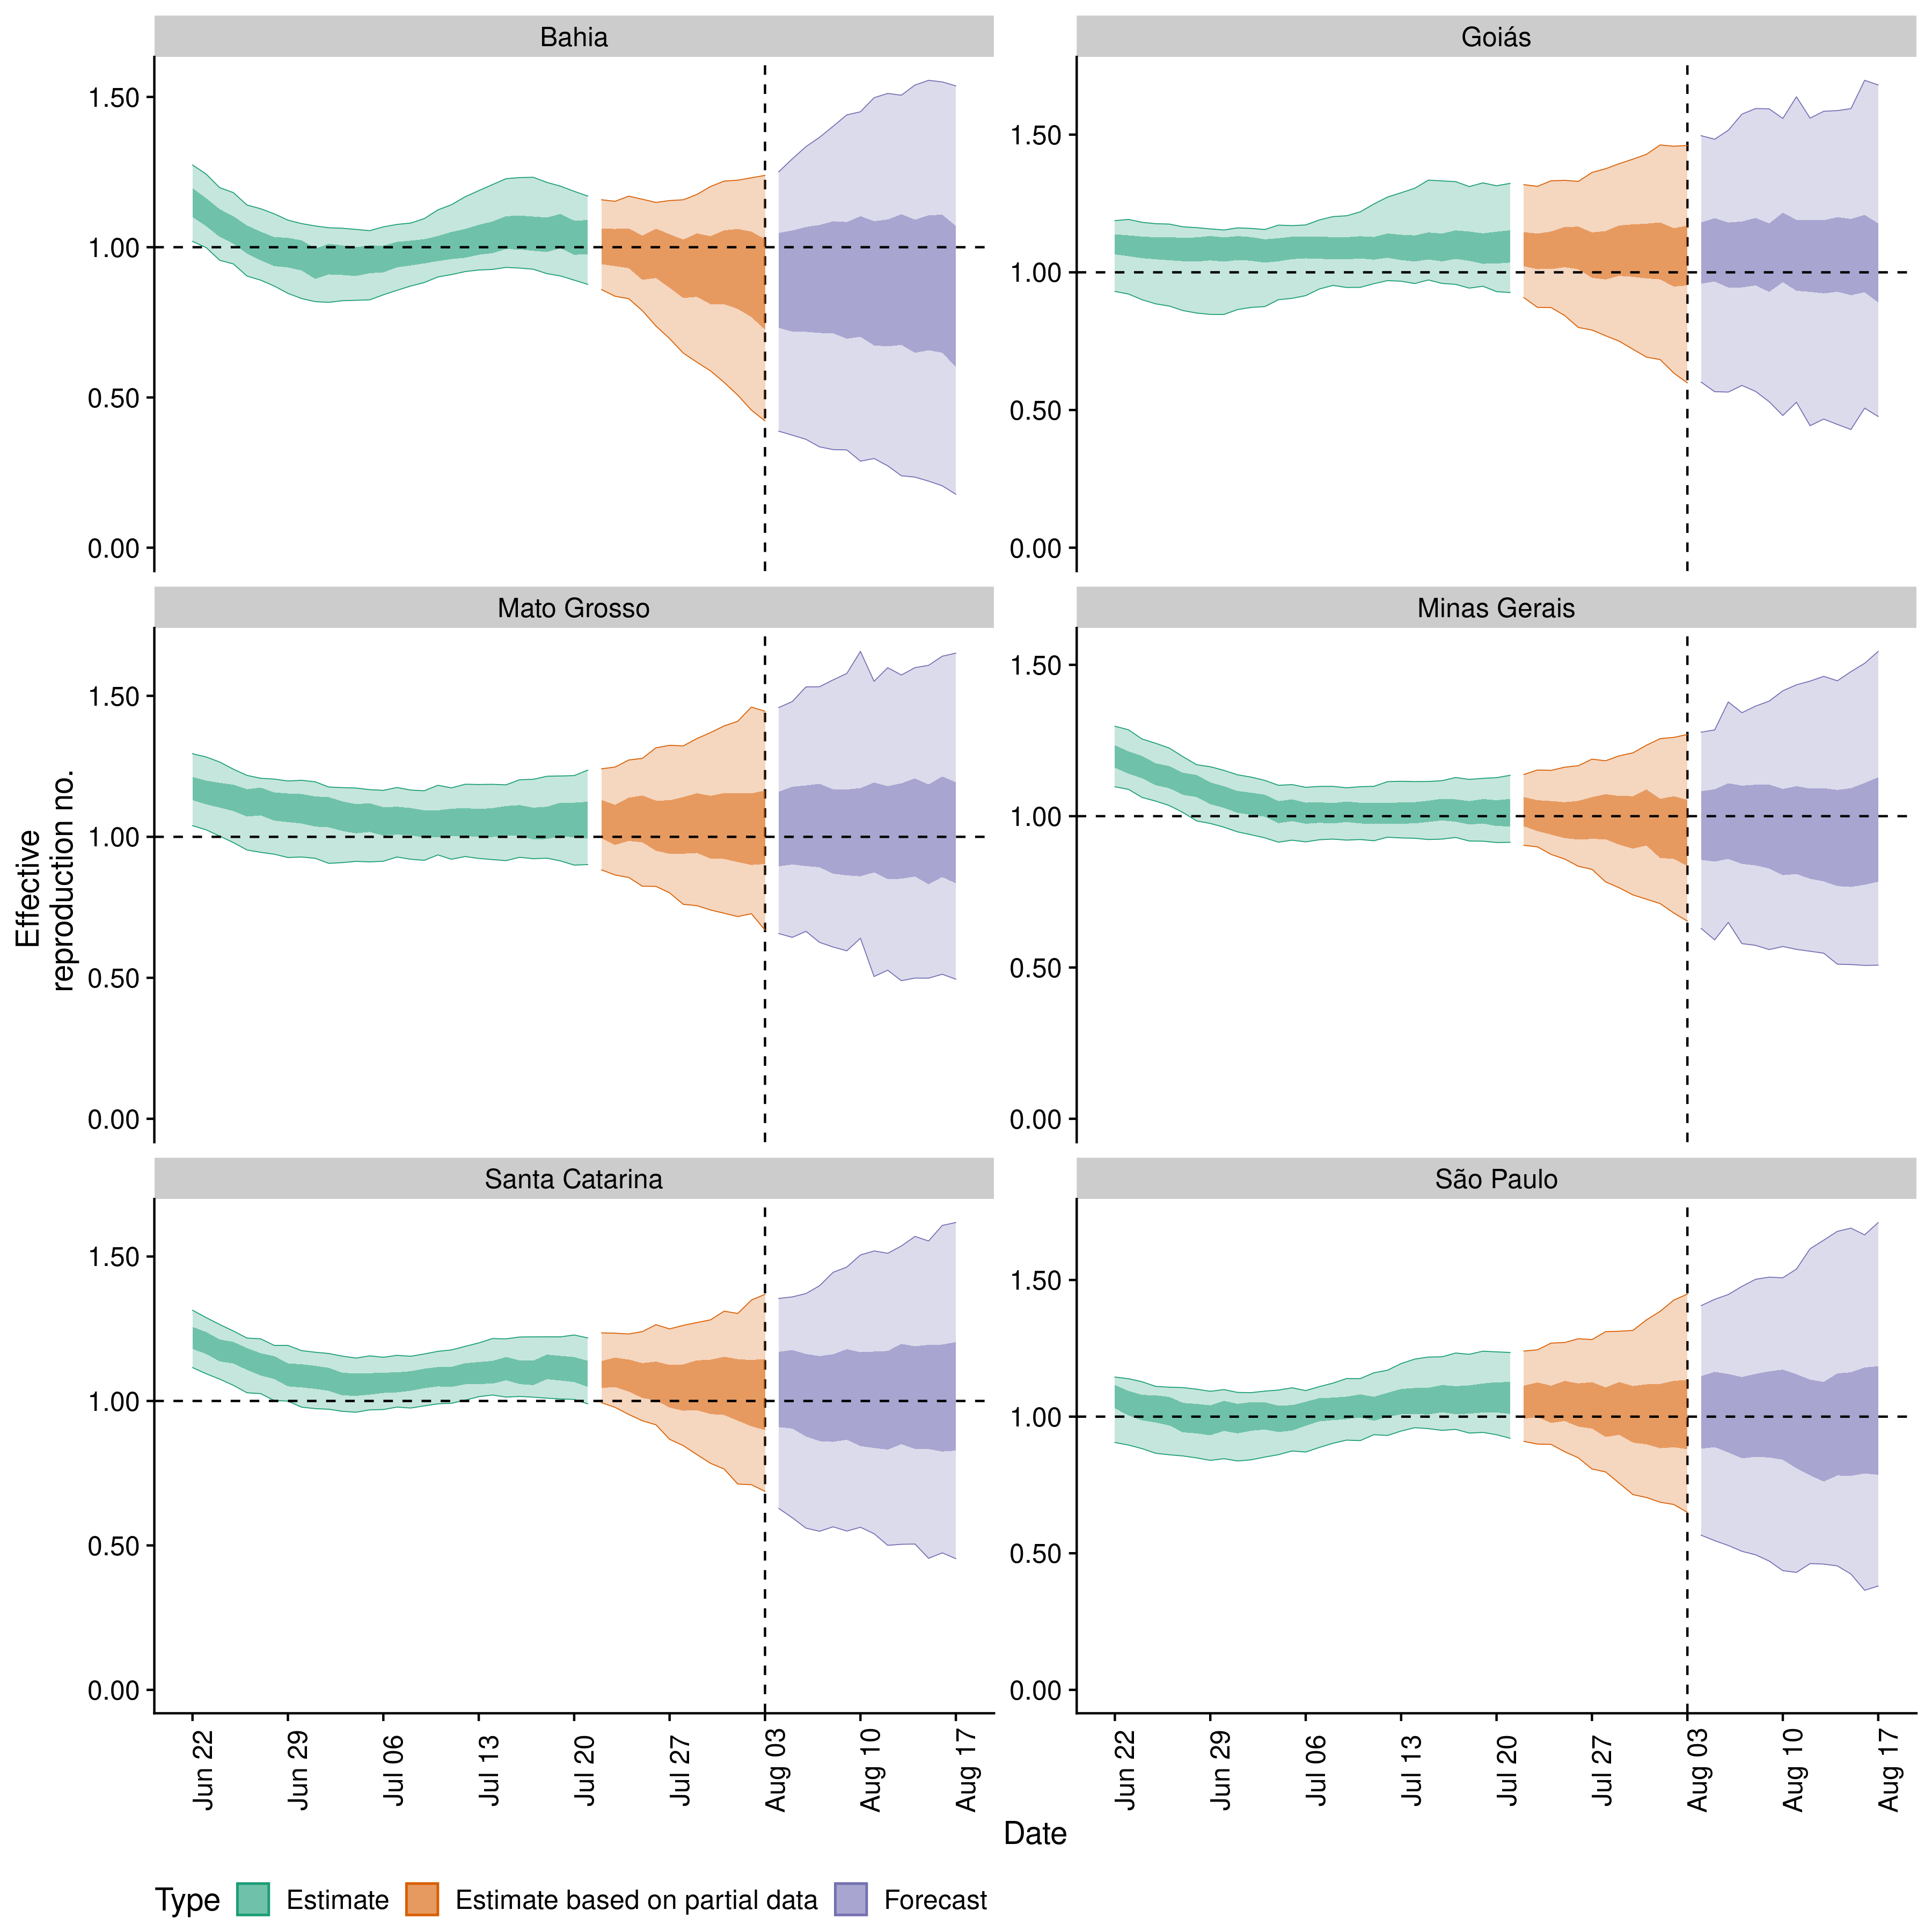 Bahia
Goiás
1.50
1.00
0.50
0.00
1.50
1.00
0.50
0.00
Mato Grosso
Minas Gerais
1.50
1.00
0.50
0.00
1.50
1.00
0.50
0.00
Santa Catarina
São Paulo
1.50
1.00
0.50
0.00
1.50
1.00
0.50
0.00
Effective
reproduction no.
Jun 22
Jun 29
Jul 06
Jul 13
Jul 20
Jul 27
Aug 03
Aug 10
Aug 17
Jun 22
Jun 29
Jul 06
Jul 13
Jul 20
Jul 27
Aug 03
Aug 10
Aug 17
Date
Type Estimate Estimate based on partial data Forecast